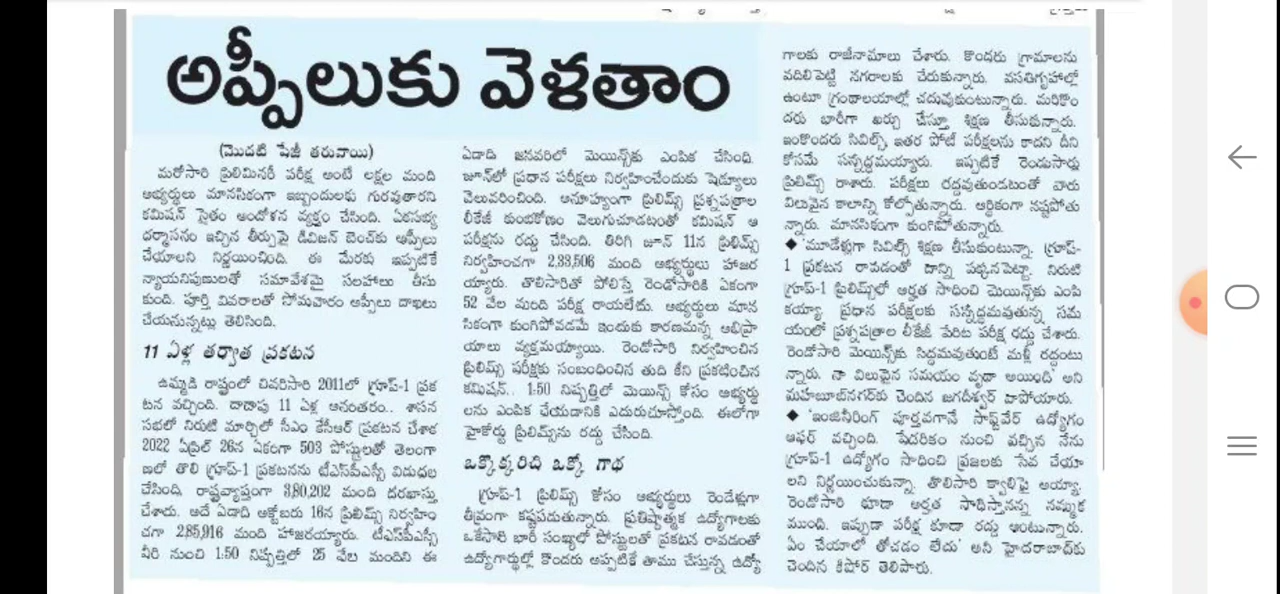 అప్పీలుకు వెళతాం
(మొదటి పేజీ తరువాయి)
మరోసారి ప్రిలిమినరీ పరీక్ష అంటే లక్షల మంది
అభ్యర్థులు మానసికంగా ఇబ్బందులకు గురవుతారని
కమిషన్ సైతం ఆందోళన వ్యక్తం చేసింది. ఏకసభ్య
ధర్మాసనం ఇచ్చిన తీర్పుపై డివిజన్ బెంచ్‌కు అప్పీలు
చేయాలని నిర్ణయించింది. ఈ మేరకు ఇప్పటికే
న్యాయనిపుణులతో సమావేశమై సలహాలు తీసు
కుంది. పూర్తి వివరాలతో సోమవారం అప్పీలు దాఖలు
చేయనున్నట్లు తెలిసింది.
11 ఏళ్ల తర్వాత ప్రకటన
ఉమ్మడి రాష్ట్రంలో చివరిసారి 2011లో గ్రూప్-1 ప్రక
టన వచ్చింది. దాదాపు 11 ఏళ్ల అనంతరం.. శాసన
సభలో నిరుటి మార్చిలో సీఎం కేసీఆర్ ప్రకటన చేశాక
2022 ఏప్రిల్ 26న ఏకంగా 503 పోస్టులతో తెలంగా
ణలో తొలి గ్రూప్-1 ప్రకటనను టీఎస్‌పీఎస్సీ విడుదల
చేసింది. రాష్ట్రవ్యాప్తంగా 3,80,202 మంది దరఖాస్తు
చేశారు. అదే ఏడాది అక్టోబరు 16న ప్రిలిమ్స్ నిర్వహిం
చగా 2,85,916 మంది హాజరయ్యారు. టీఎస్‌పీఎస్సీ
వీరి నుంచి 1:50 నిష్పత్తిలో 25 వేల మందిని ఈ
ఏడాది జనవరిలో మెయిన్స్‌కు ఎంపిక చేసింది.
జూన్‌లో ప్రధాన పరీక్షలు నిర్వహించేందుకు షెడ్యూలు
వెలువరించింది. అనూహ్యంగా ప్రిలిమ్స్ ప్రశ్నపత్రాల
లీకేజీ కుంభకోణం వెలుగుచూడటంతో కమిషన్ ఆ
పరీక్షను రద్దు చేసింది. తిరిగి జూన్ 11న ప్రిలిమ్స్
నిర్వహించగా 2,33,506 మంది అభ్యర్థులు హాజర
య్యారు. తొలిసారితో పోలిస్తే రెండోసారికి ఏకంగా
52 వేల మంది పరీక్ష రాయలేదు. అభ్యర్థులు మాన
సికంగా కుంగిపోవడమే ఇందుకు కారణమన్న అభిప్రా
యాలు వ్యక్తమయ్యాయి. రెండోసారి నిర్వహించిన
ప్రిలిమ్స్ పరీక్షకు సంబంధించిన తుది కీని ప్రకటించిన
కమిషన్.. 1:50 నిష్పత్తిలో మెయిన్స్ కోసం అభ్యర్థు
లను ఎంపిక చేయడానికి ఎదురుచూస్తోంది. ఈలోగా
హైకోర్టు ప్రిలిమ్స్‌ను రద్దు చేసింది.
ఒక్కొక్కరిది ఒక్కో గాథ
గ్రూప్-1 ప్రిలిమ్స్ కోసం అభ్యర్థులు రెండేళ్లుగా
తీవ్రంగా కష్టపడుతున్నారు. ప్రతిష్ఠాత్మక ఉద్యోగాలకు
ఒకేసారి భారీ సంఖ్యలో పోస్టులతో ప్రకటన రావడంతో
ఉద్యోగార్థుల్లో కొందరు అప్పటికే తాము చేస్తున్న ఉద్యో
గాలకు రాజీనామాలు చేశారు. కొందరు గ్రామాలను
వదిలిపెట్టి నగరాలకు చేరుకున్నారు. వసతిగృహాల్లో
ఉంటూ గ్రంథాలయాల్లో చదువుకుంటున్నారు. మరికొం
దరు భారీగా ఖర్చు చేస్తూ శిక్షణ తీసుకున్నారు.
ఇంకొందరు సివిల్స్, ఇతర పోటీ పరీక్షలను కాదని దీని
కోసమే సన్నద్ధమయ్యారు. ఇప్పటికే రెండుసార్లు
ప్రిలిమ్స్ రాశారు. పరీక్షలు రద్దవుతుండటంతో వారు
విలువైన కాలాన్ని కోల్పోతున్నారు. ఆర్థికంగా నష్టపోతు
న్నారు. మానసికంగా కుంగిపోతున్నారు.
◆ 'మూడేళ్లుగా సివిల్స్ శిక్షణ తీసుకుంటున్నా. గ్రూప్-
1 ప్రకటన రావడంతో దాన్ని పక్కనపెట్టా. నిరుటి
గ్రూప్-1 ప్రిలిమ్స్‌లో అర్హత సాధించి మెయిన్స్‌కు ఎంపి
కయ్యా. ప్రధాన పరీక్షలకు సన్నద్ధమవుతున్న సమ
యంలో ప్రశ్నపత్రాల లీకేజీ పేరిట పరీక్ష రద్దు చేశారు.
రెండోసారి మెయిన్స్‌కు సిద్ధమవుతుంటే మళ్లీ రద్దంటు
న్నారు. నా విలువైన సమయం వృథా అయింది' అని
మహబూబ్‌నగర్‌కు చెందిన జగదీశ్వర్ వాపోయారు.
◆ 'ఇంజినీరింగ్ పూర్తవగానే సాఫ్ట్‌వేర్ ఉద్యోగం
ఆఫర్ వచ్చింది. పేదరికం నుంచి వచ్చిన నేను
గ్రూప్-1 ఉద్యోగం సాధించి ప్రజలకు సేవ చేయా
లని నిర్ణయించుకున్నా. తొలిసారి క్వాలిఫై అయ్యా.
రెండోసారి కూడా అర్హత సాధిస్తానన్న నమ్మక
ముంది. ఇప్పుడా పరీక్ష కూడా రద్దు అంటున్నారు.
ఏం చేయాలో తోచడం లేదు' అని హైదరాబాద్‌కు
చెందిన కిషోర్ తెలిపారు.